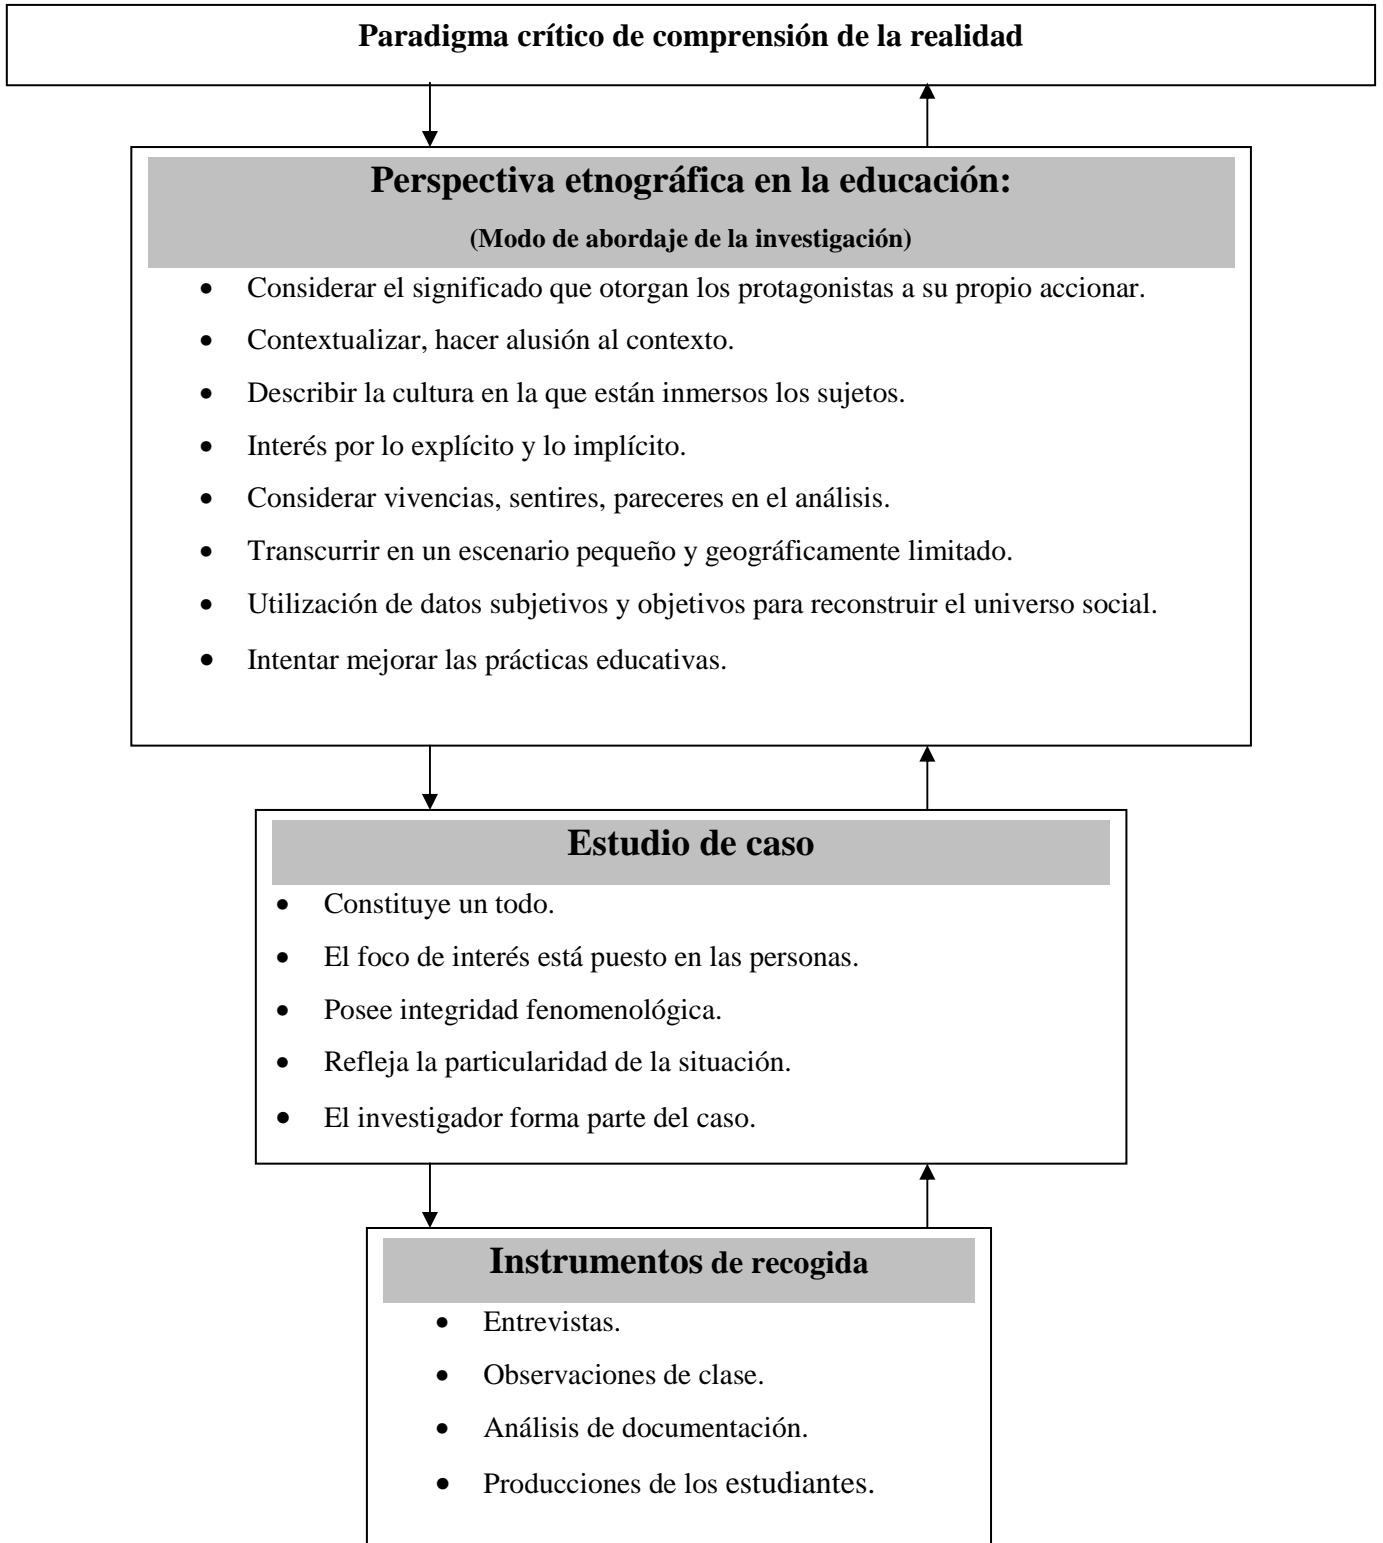 Paradigma crítico de comprensión de la realidad
Perspectiva etnográfica en la educación:
(Modo de abordaje de la investigación)
• Considerar el significado que otorgan los protagonistas a su propio accionar.
• Contextualizar, hacer alusión al contexto.
• Describir la cultura en la que están inmersos los sujetos.
• Interés por lo explícito y lo implícito.
• Considerar vivencias, sentires, pareceres en el análisis.
• Transcurrir en un escenario pequeño y geográficamente limitado.
• Utilización de datos subjetivos y objetivos para reconstruir el universo social.
• Intentar mejorar las prácticas educativas.
Estudio de caso
• Constituye un todo.
• El foco de interés está puesto en las personas.
• Posee integridad fenomenológica.
• Refleja la particularidad de la situación.
• El investigador forma parte del caso.
Instrumentos de recogida
• Entrevistas.
• Observaciones de clase.
• Análisis de documentación.
• Producciones de los estudiantes.